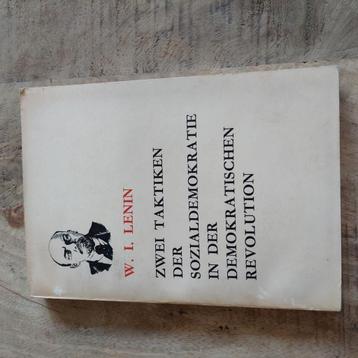 W. I. LENIN
ZWEI TAKTIKEN
DER
SOZIALDEMOKRATIE
IN DER
DEMOKRATISCHEN
REVOLUTION